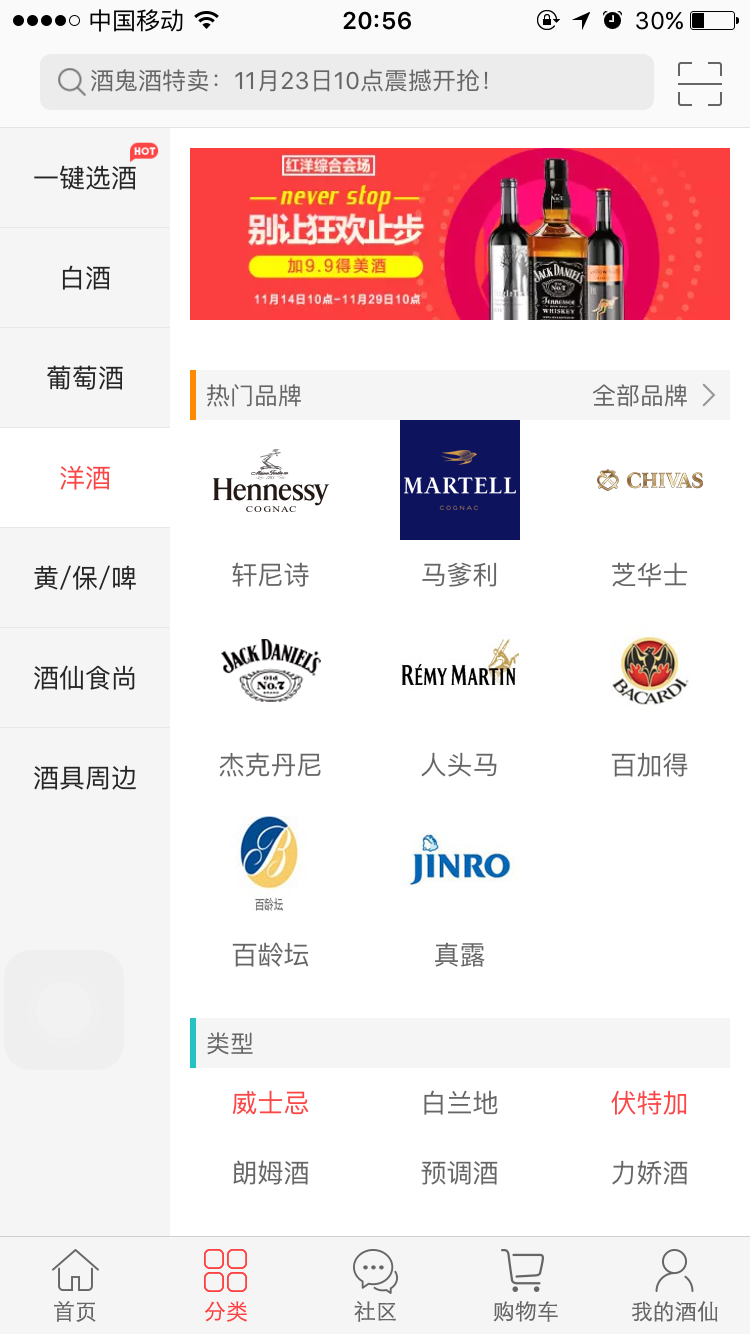 中国移动
20:56
30%
酒鬼酒特卖：11月23日10点震撼开抢！
一键选酒
HOT
白酒
葡萄酒
洋酒
黄/保/啤
酒仙食尚
酒具周边
红洋综合会场
never stop
别让狂欢止步
加9.9得美酒
11月14日10点-11月29日10点
JACK DANIEL'S
OLD
No.7
Tennessee
WHISKEY
热门品牌
全部品牌
Hennessy
COGNAC
MARTELL
COGNAC
CHIVAS
轩尼诗
马爹利
芝华士
JACK DANIEL'S
Old
No.7
BRAND
RÉMY MARTIN
BACARDI
杰克丹尼
人头马
百加得
B
百龄坛
JINRO
百龄坛
真露
类型
威士忌
白兰地
伏特加
朗姆酒
预调酒
力娇酒
首页
分类
社区
购物车
我的酒仙